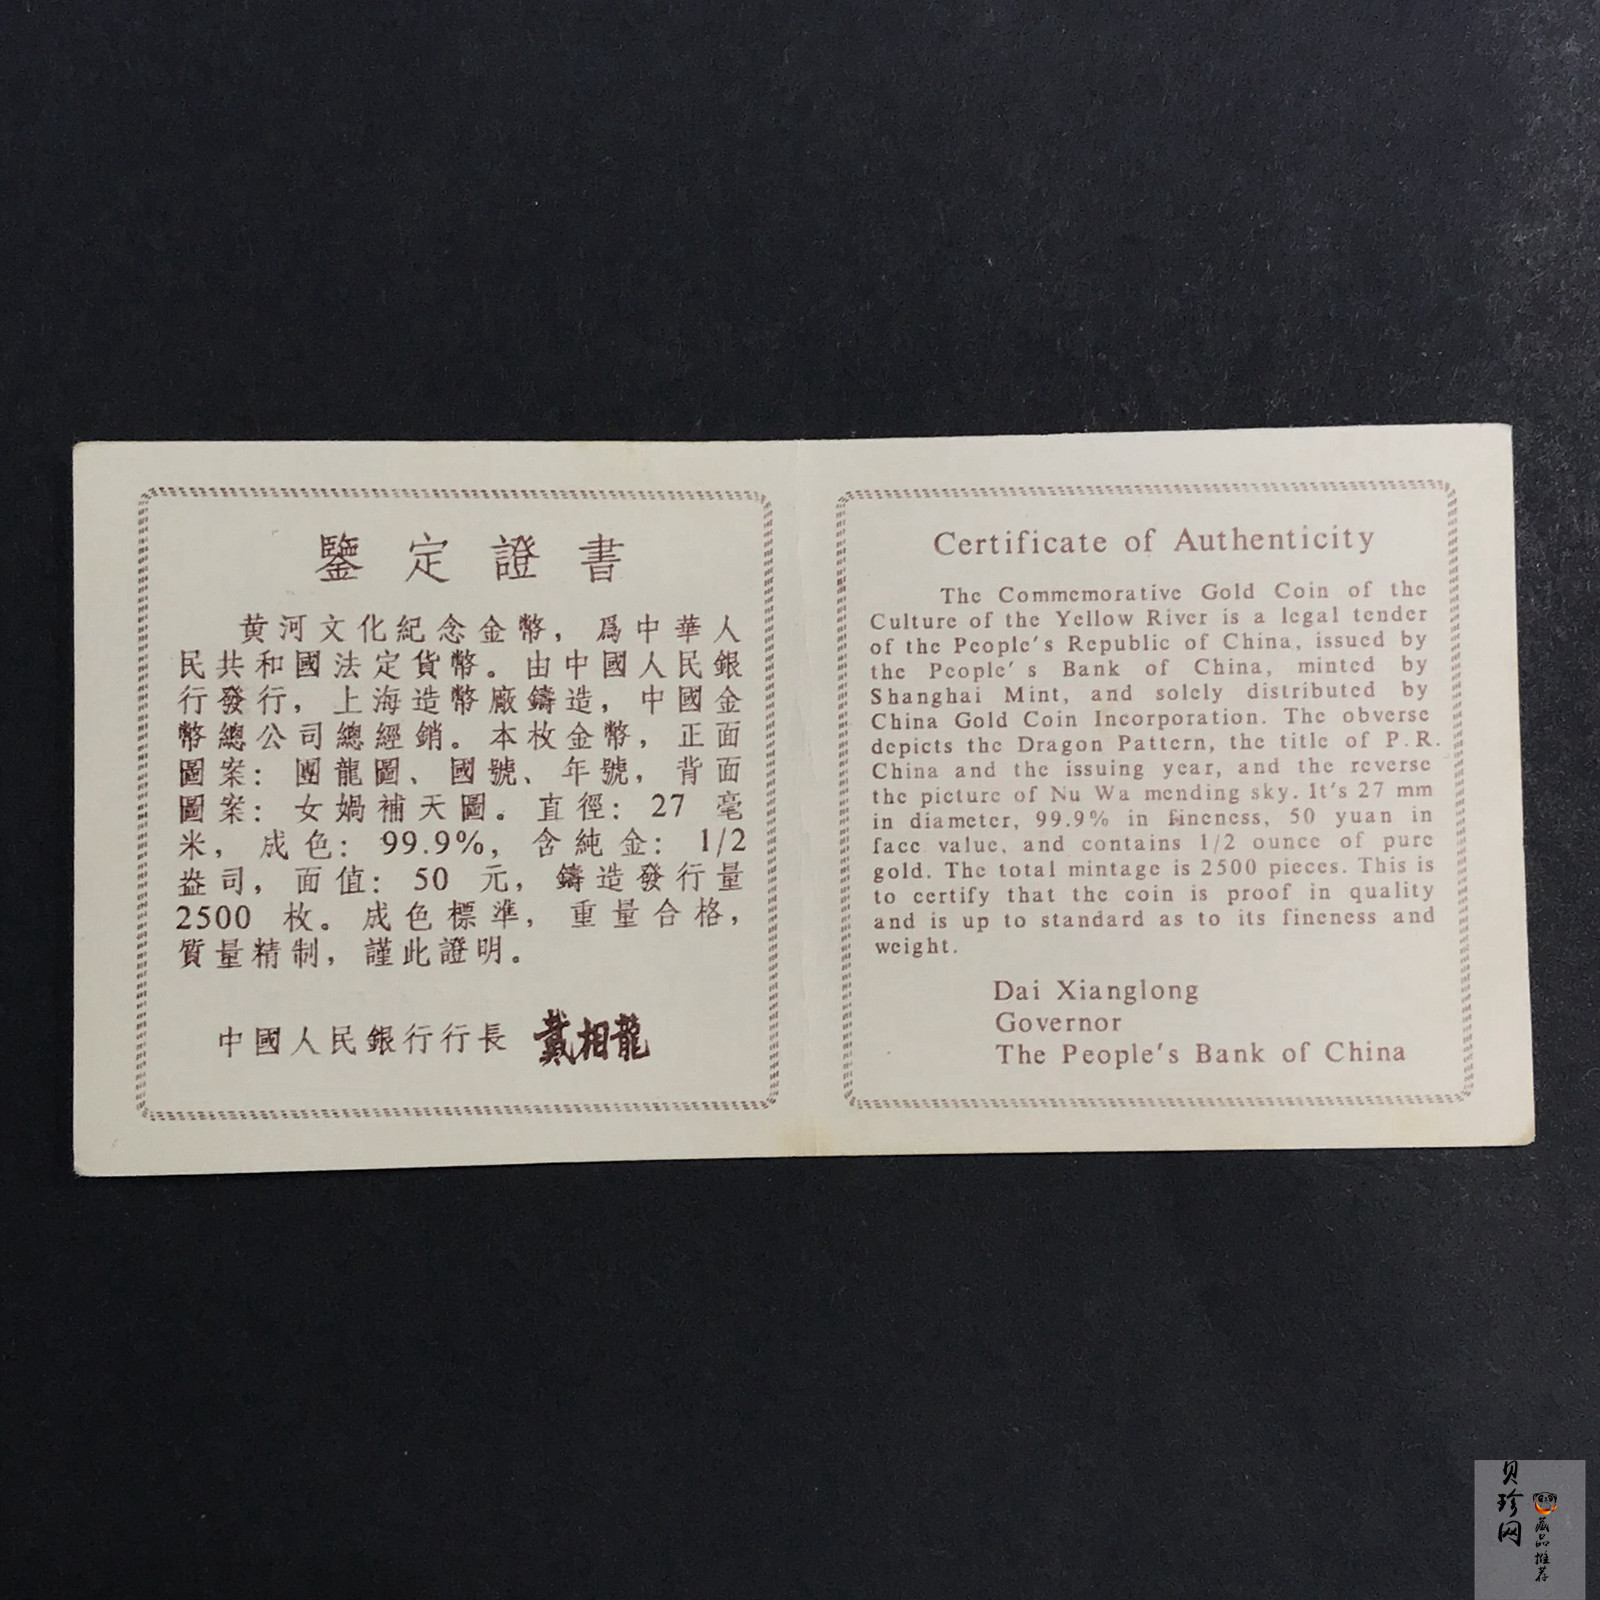 鑒定證書
黄河文化紀念金幣，爲中華人
民共和國法定貨幣。由中國人民銀
行發行，上海造幣廠鑄造，中國金
幣總公司總經銷。本枚金幣，正面
圖案：團龍圖、國號、年號，背面
圖案：女媧補天圖。直徑：27 毫
米，成色：99.9%，含純金：1/2
盎司，面值：50 元，鑄造發行量
2500 枚。成色標準，重量合格，
質量精制，謹此證明。
中國人民銀行行長 戴相龍
Certificate of Authenticity
The Commemorative Gold Coin of the
Culture of the Yellow River is a legal tender
of the People's Republic of China, issued by
the People's Bank of China, minted by
Shanghai Mint, and solely distributed by
China Gold Coin Incorporation. The obverse
depicts the Dragon Pattern, the title of P.R.
China and the issuing year, and the reverse
the picture of Nu Wa mending sky. It's 27 mm
in diameter, 99.9% in fineness, 50 yuan in
face value, and contains 1/2 ounce of pure
gold. The total mintage is 2500 pieces. This is
to certify that the coin is proof in quality
and is up to standard as to its fineness and
weight.
Dai Xianglong
Governor
The People's Bank of China
贝珍网
藏品推荐